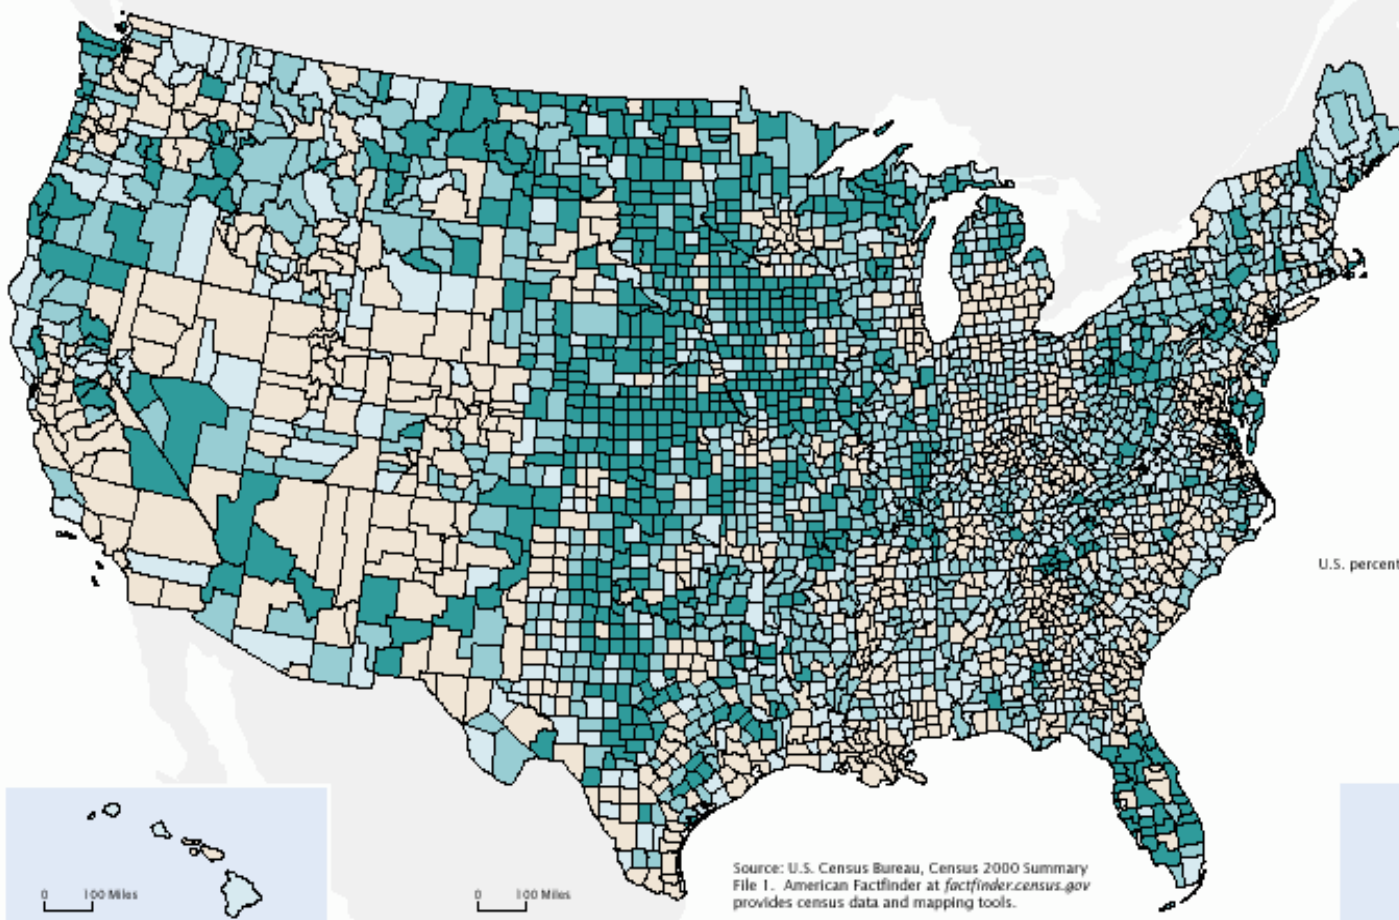 U.S. percent
Source: U.S. Census Bureau, Census 2000 Summary
File 1. American Factfinder at factfinder.census.gov
provides census data and mapping tools.
0 100 Miles
0 100 Miles